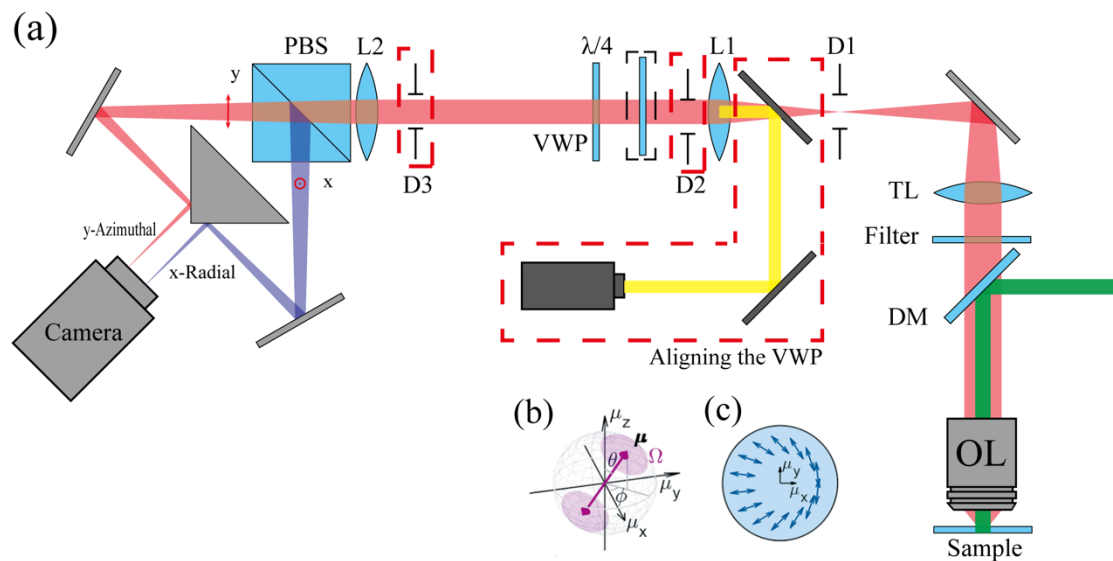 (a)
PBS
L2
λ/4
L1
D1
y
VWP
D3
D2
x
TL
y-Azimuthal
Filter
x-Radial
DM
Camera
Aligning the VWP
(b)
(c)
μz
μ
Ω
θ
μy
ϕ
μx
μy
μx
OL
Sample